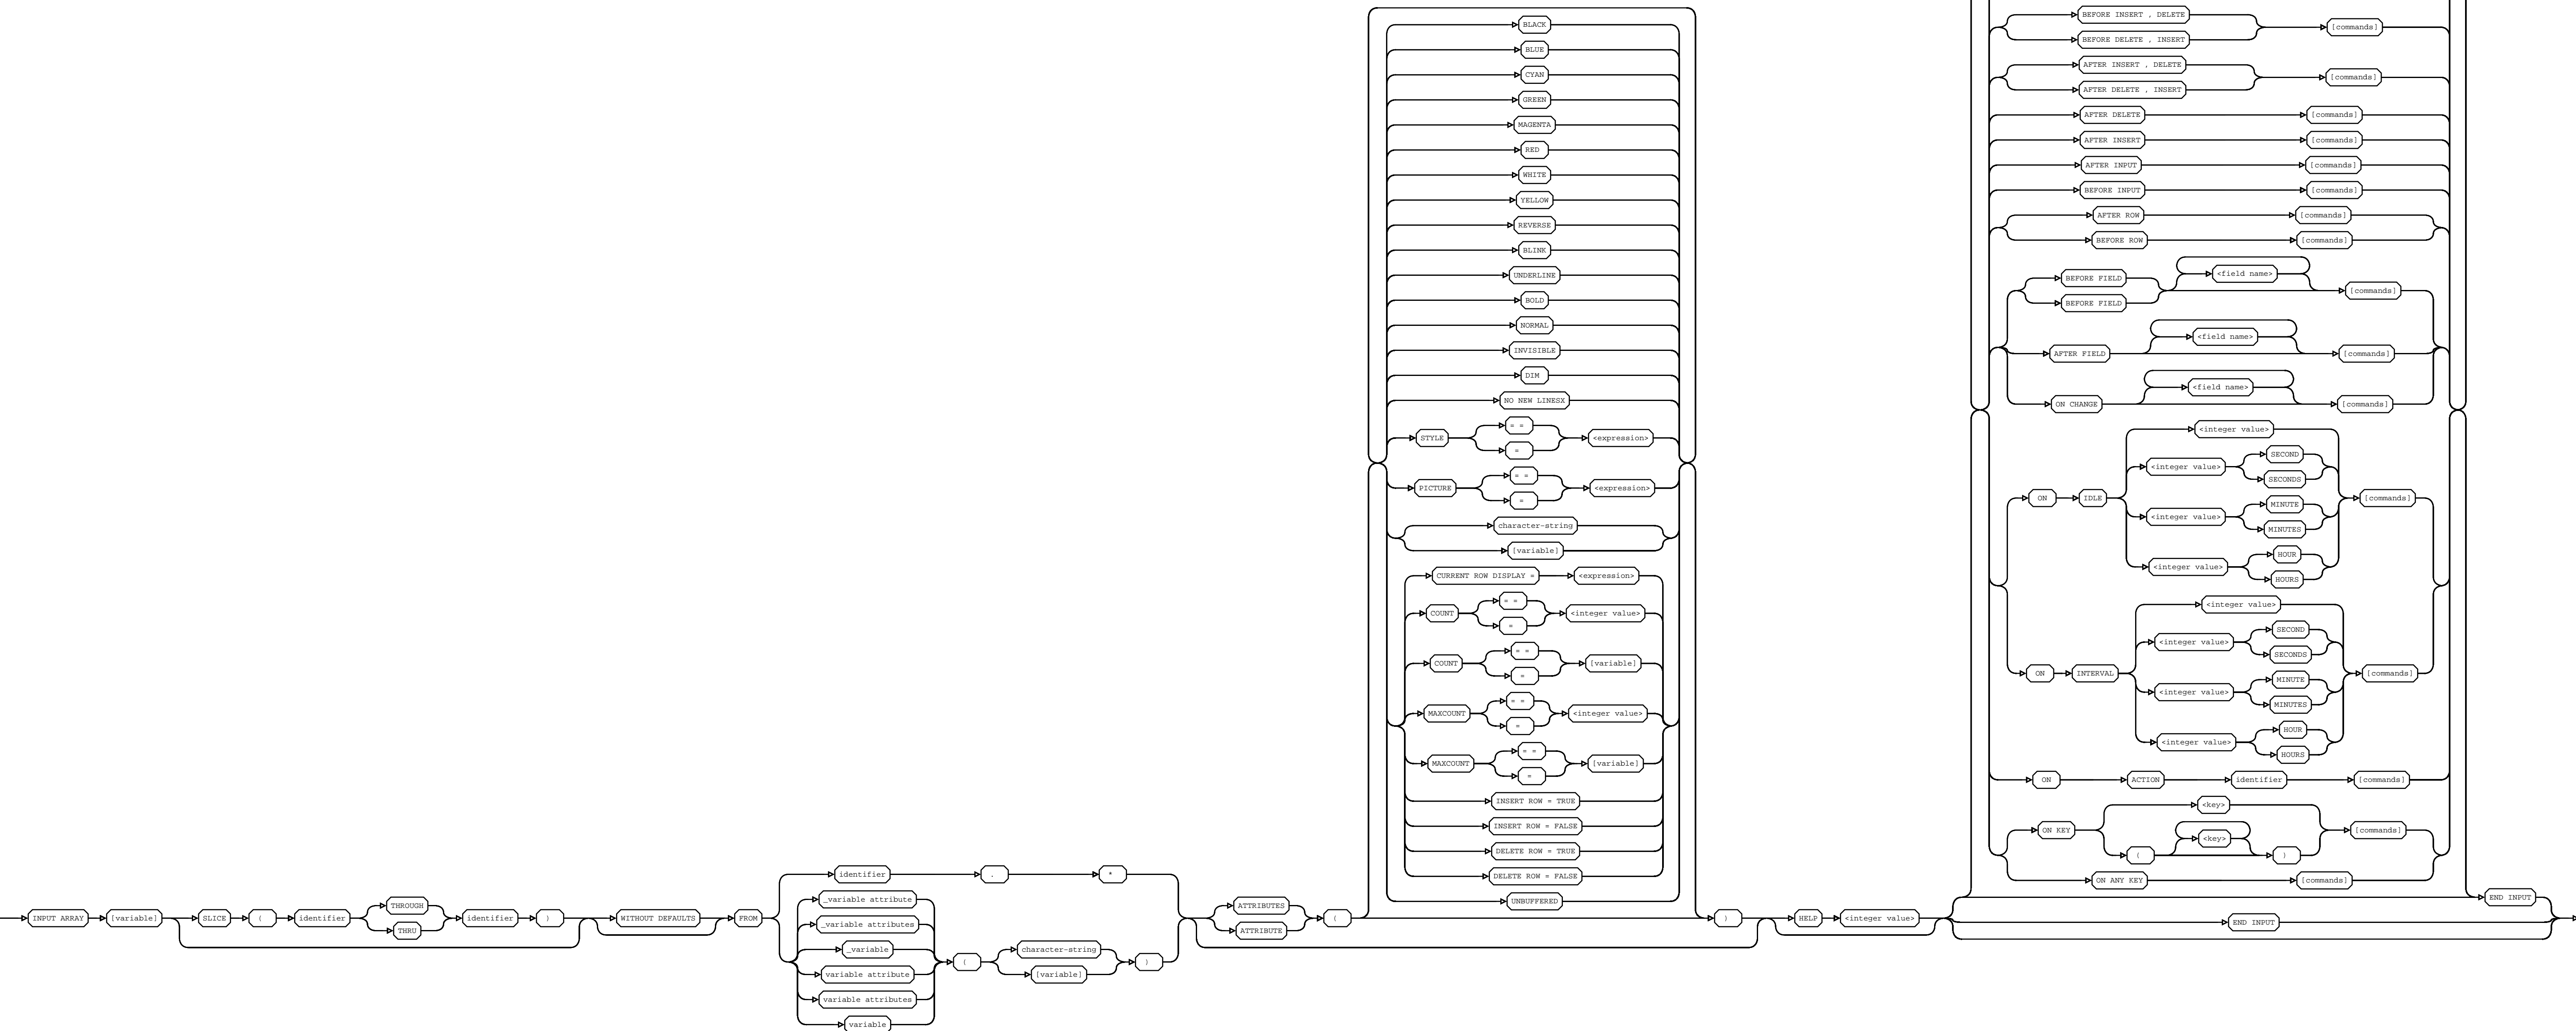 BLACK
BLUE
CYAN
GREEN
MAGENTA
RED
WHITE
YELLOW
REVERSE
BLINK
UNDERLINE
BOLD
NORMAL
INVISIBLE
DIM
NO NEW LINESX
STYLE = = <expression>
=
PICTURE = = <expression>
=
character-string
[variable]
CURRENT ROW DISPLAY = <expression>
COUNT = = <integer value>
=
COUNT = = [variable]
=
MAXCOUNT = = <integer value>
=
MAXCOUNT = = [variable]
=
INSERT ROW = TRUE
INSERT ROW = FALSE
DELETE ROW = TRUE
DELETE ROW = FALSE
UNBUFFERED
BEFORE INSERT , DELETE
BEFORE DELETE , INSERT
[commands]
AFTER INSERT , DELETE
AFTER DELETE , INSERT
[commands]
AFTER DELETE [commands]
AFTER INSERT [commands]
AFTER INPUT [commands]
BEFORE INPUT [commands]
AFTER ROW [commands]
BEFORE ROW [commands]
BEFORE FIELD <field name>
BEFORE FIELD [commands]
<field name>
AFTER FIELD [commands]
<field name>
ON CHANGE [commands]
<integer value>
<integer value> SECOND
SECONDS
ON IDLE [commands]
<integer value> MINUTE
MINUTES
<integer value> HOUR
HOURS
<integer value>
<integer value> SECOND
SECONDS
ON INTERVAL [commands]
<integer value> MINUTE
MINUTES
<integer value> HOUR
HOURS
ON ACTION identifier [commands]
<key>
ON KEY [commands]
<key>
( )
ON ANY KEY [commands]
END INPUT
INPUT ARRAY [variable] SLICE ( identifier THROUGH identifier ) WITHOUT DEFAULTS FROM
THRU
identifier . *
_variable attribute
_variable attributes
_variable
variable attribute
variable attributes
variable
( character-string )
[variable]
ATTRIBUTES
ATTRIBUTE
( ) HELP <integer value>
END INPUT